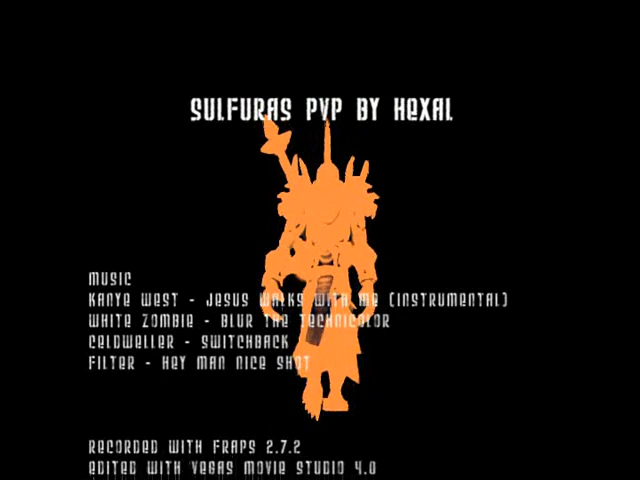 SULFURAS PVP BY HEXAL
MUSIC
KANYE WEST - JESUS WALKS WITH ME (INSTRUMENTAL)
WHITE ZOMBIE - BLUR THE TECHNICOLOR
CELDWELLER - SWITCHBACK
FILTER - HEY MAN NICE SHOT
RECORDED WITH FRAPS 2.7.2
EDITED WITH VEGAS MOVIE STUDIO 4.0